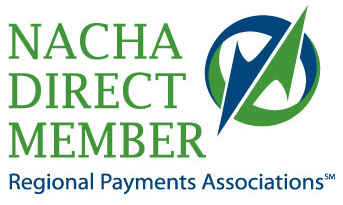 NACHA
DIRECT
MEMBER
Regional Payments Associations℠